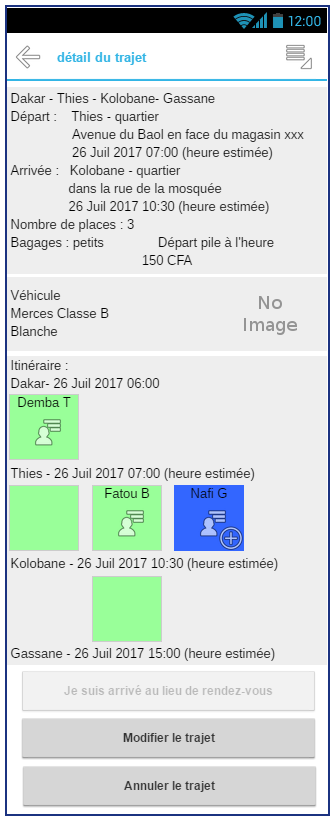 12:00
détail du trajet
Dakar - Thies - Kolobane- Gassane
Départ : Thies - quartier
Avenue du Baol en face du magasin xxx
26 Juil 2017 07:00 (heure estimée)
Arrivée : Kolobane - quartier
dans la rue de la mosquée
26 Juil 2017 10:30 (heure estimée)
Nombre de places : 3
Bagages : petits Départ pile à l'heure
150 CFA
Véhicule
Merces Classe B
Blanche
No
Image
Itinéraire :
Dakar- 26 Juil 2017 06:00
Demba T
Thies - 26 Juil 2017 07:00 (heure estimée)
Fatou B Nafi G
Kolobane - 26 Juil 2017 10:30 (heure estimée)
Gassane - 26 Juil 2017 15:00 (heure estimée)
Je suis arrivé au lieu de rendez-vous
Modifier le trajet
Annuler le trajet